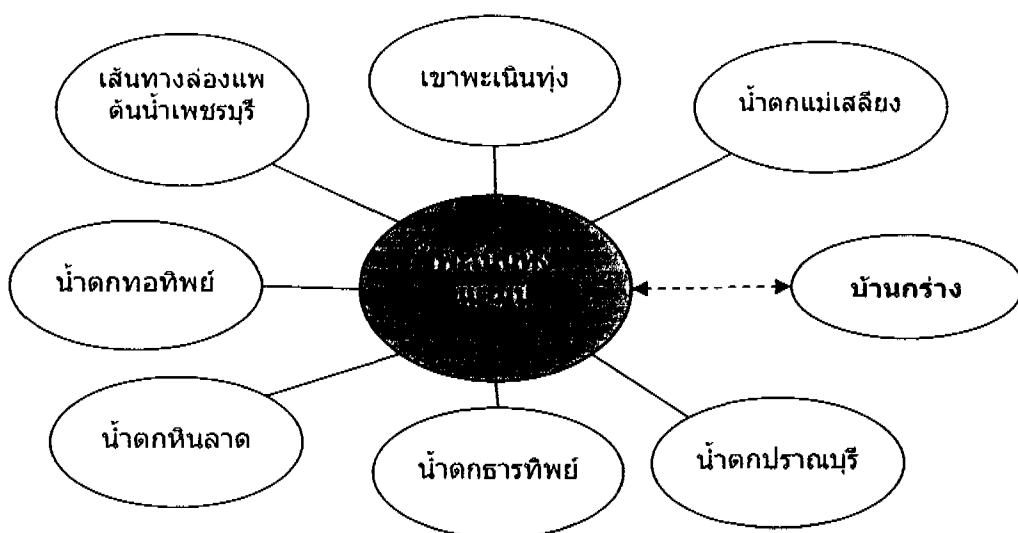 เส้นทางล่องแพ
ต้นน้ำเพชรบุรี
เขาพะเนินทุ่ง
น้ำตกแม่เสลียง
น้ำตกทอทิพย์
บ้านกร่าง
น้ำตกหินลาด
น้ำตกธารทิพย์
น้ำตกปราณบุรี